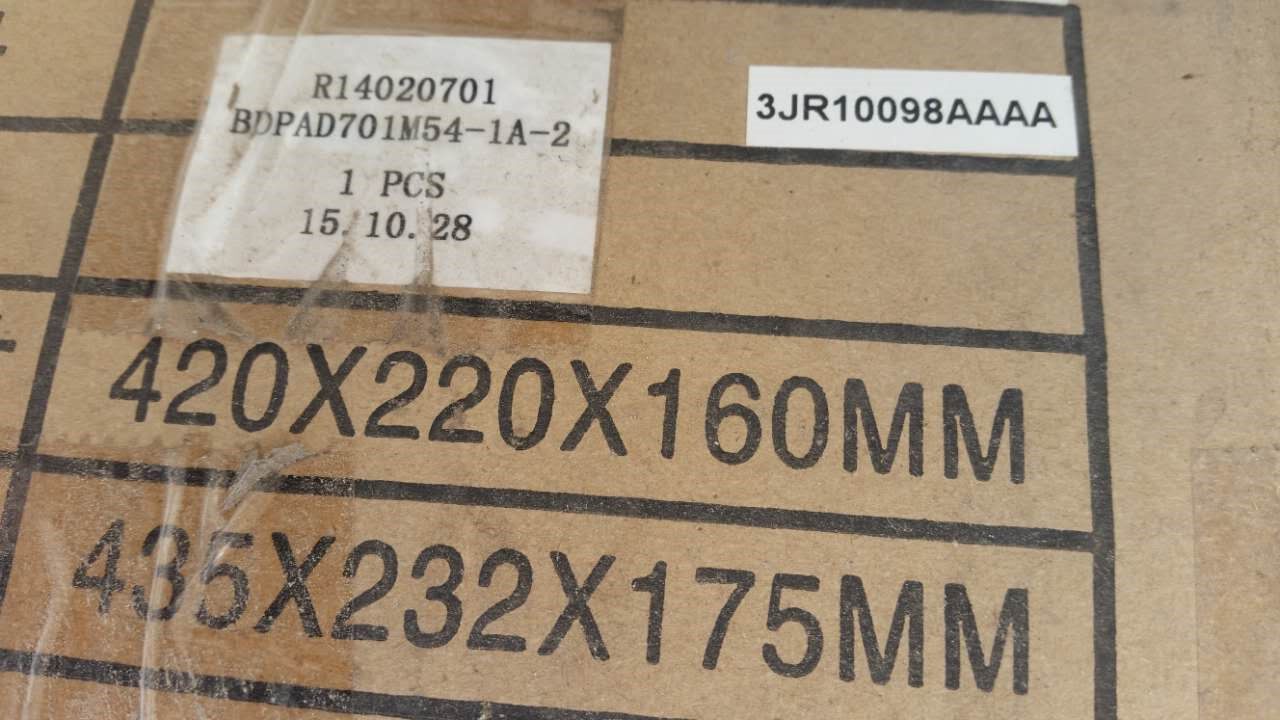 R14020701
BDPAD701M54-1A-2
1 PCS
15.10.28
3JR10098AAAA
420X220X160MM
435X232X175MM